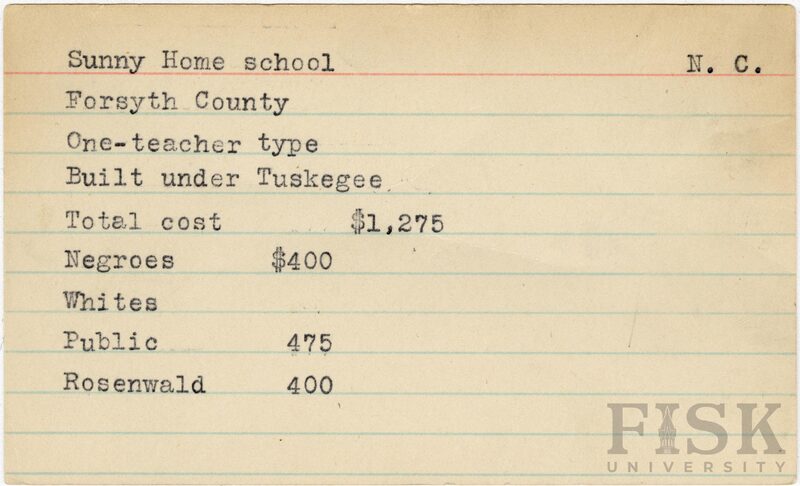 Sunny Home school N. C.
Forsyth County
One-teacher type
Built under Tuskegee
Total cost $1,275
Negroes $400
Whites
Public 475
Rosenwald 400
FISK
UNIVERSITY